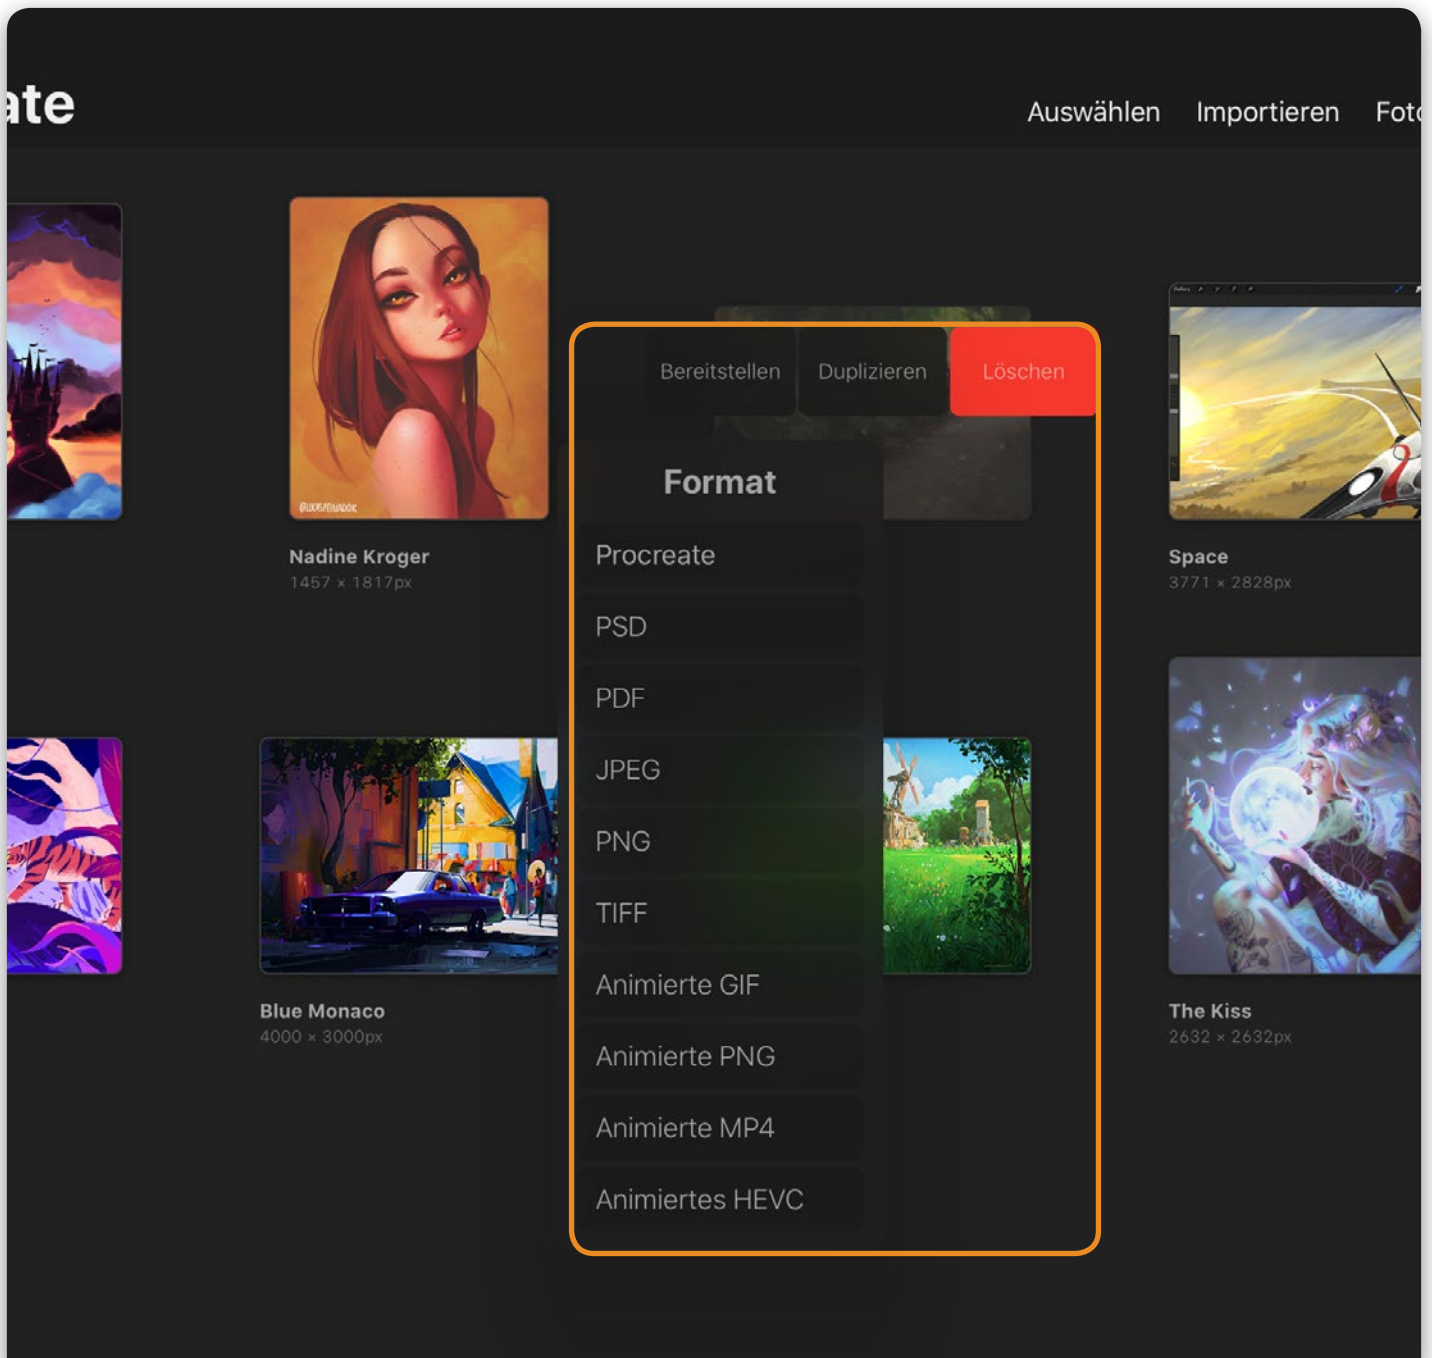 ate
Auswählen Importieren Foto
Bereitstellen Duplizieren Löschen
Format
Procreate
PSD
PDF
JPEG
PNG
TIFF
Animierte GIF
Animierte PNG
Animierte MP4
Animiertes HEVC
Nadine Kroger
1457 × 1817px
Space
3771 × 2828px
Blue Monaco
4000 × 3000px
The Kiss
2632 × 2632px